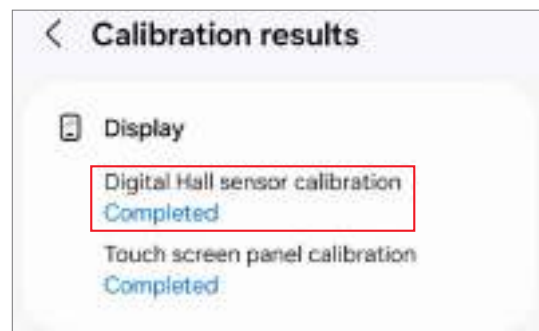 Calibration results
Display
Digital Hall sensor calibration
Completed
Touch screen panel calibration
Completed